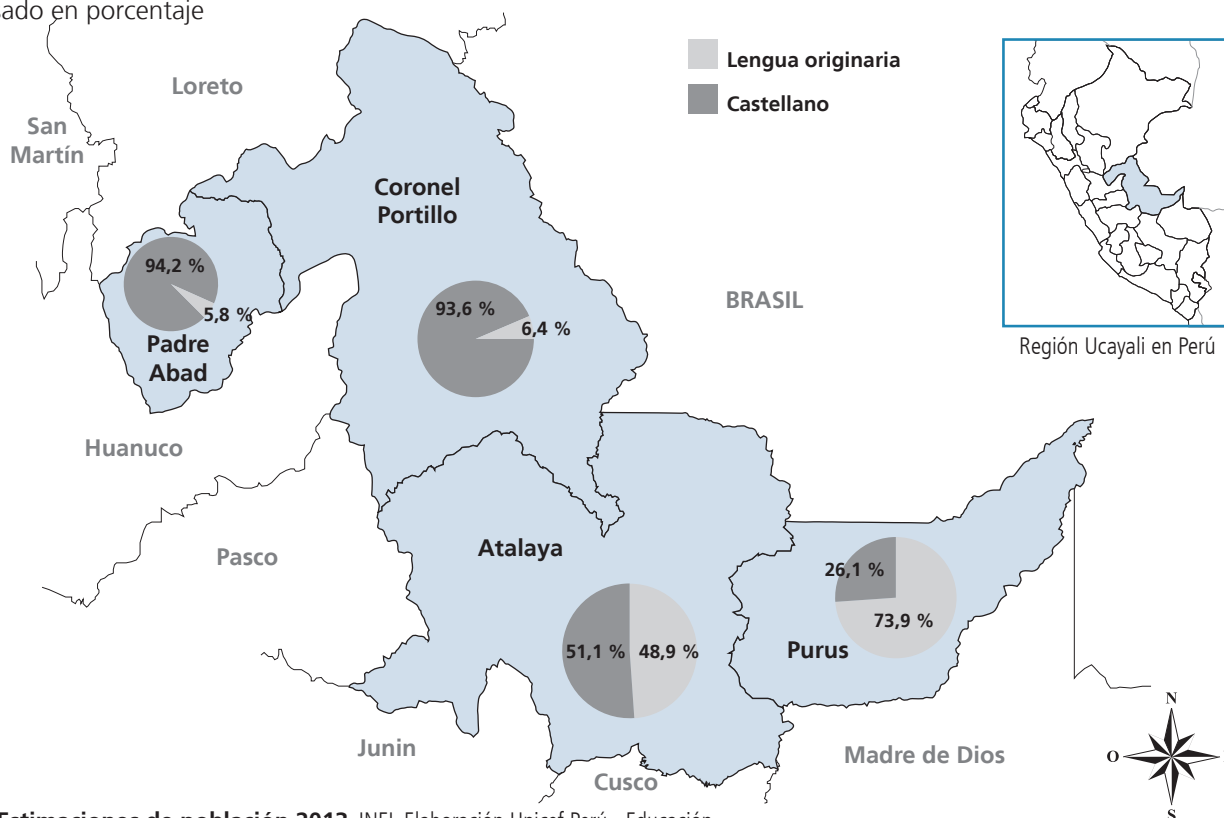 en porcentaje
Loreto
San
Martín
Coronel
Portillo
Lengua originaria
Castellano
94,2 %
5,8 %
Padre
Abad
93,6 %
6,4 %
BRASIL
Región Ucayali en Perú
Huanuco
Pasco
Atalaya
51,1 %
48,9 %
26,1 %
73,9 %
Purus
Junin
Cusco
Madre de Dios
N
O
S
Estimaciones de población 2013. INEI. Elaboración Unicef Perú - Educación